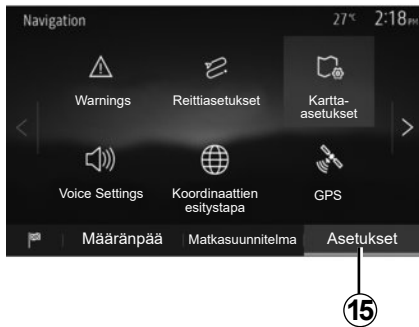 Navigation 27°C 2:18PM
Warnings Reittiasetukset Kartta-
asetukset
Voice Settings Koordinaattien
esitystapa GPS
Määränpää Matkasuunnitelma Asetukset
15